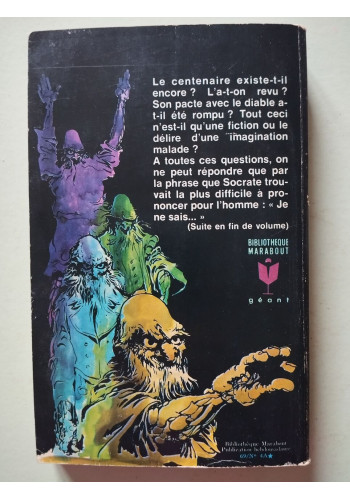 Le centenaire existe-t-il
encore ? L'a-t-on revu ?
Son pacte avec le diable a-
t-il été rompu ? Tout ceci
n'est-il qu'une fiction ou le
délire d'une imagination
malade ?
A toutes ces questions, on
ne peut répondre que par
la phrase que Socrate trou-
vait la plus difficile à pro-
noncer pour l'homme : « Je
ne sais... »
(Suite en fin de volume)
BIBLIOTHEQUE
MARABOUT
géant
Bibliothèque Marabout
Publication hebdomadaire